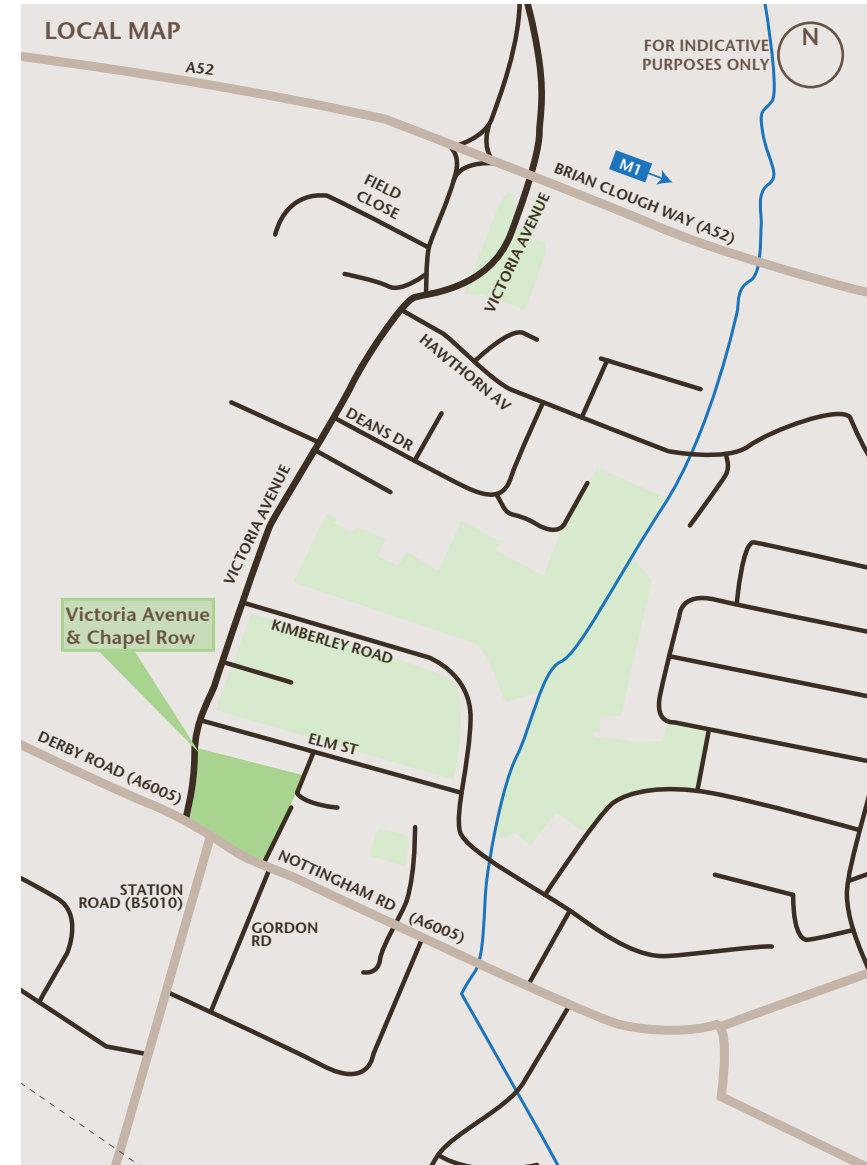 LOCAL MAP
FOR INDICATIVE
PURPOSES ONLY
N
A52
M1
BRIAN CLOUGH WAY (A52)
FIELD
CLOSE
VICTORIA AVENUE
HAWTHORN AV
DEANS DR
VICTORIA AVENUE
Victoria Avenue
& Chapel Row
KIMBERLEY ROAD
ELM ST
DERBY ROAD (A6005)
NOTTINGHAM RD (A6005)
STATION
ROAD (B5010)
GORDON
RD